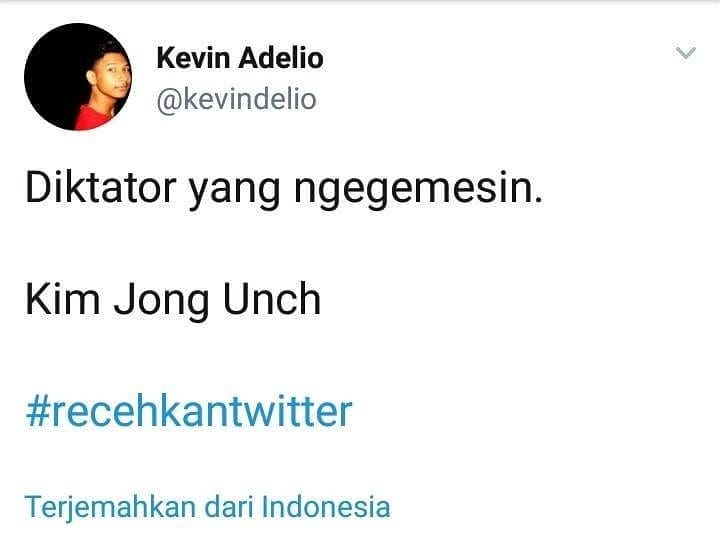 Kevin Adelio
@kevindelio
Diktator yang ngegemesin.
Kim Jong Unch
#recehkantwitter
Terjemahkan dari Indonesia